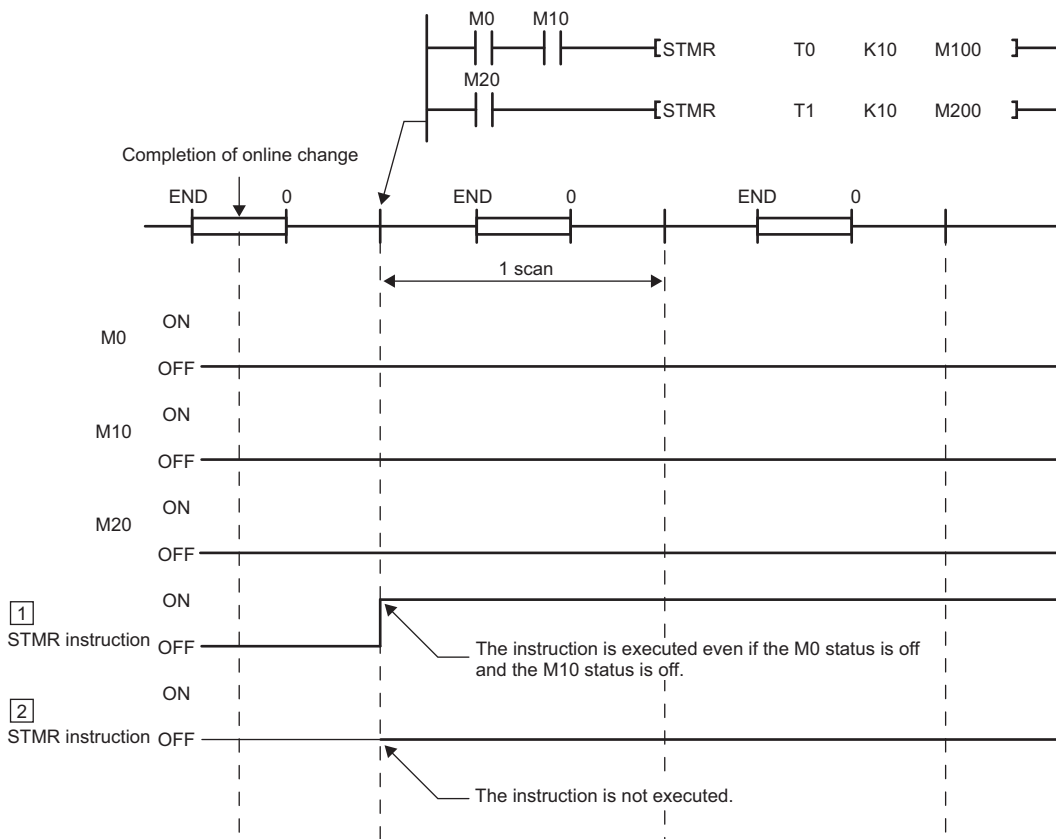 M0 M10
STMR T0 K10 M100
M20
STMR T1 K10 M200
Completion of online change
END 0 END 0 END 0
1 scan
ON
M0
OFF
ON
M10
OFF
ON
M20
OFF
1 ON
STMR instruction OFF
The instruction is executed even if the M0 status is off
and the M10 status is off.
2 ON
STMR instruction OFF
The instruction is not executed.